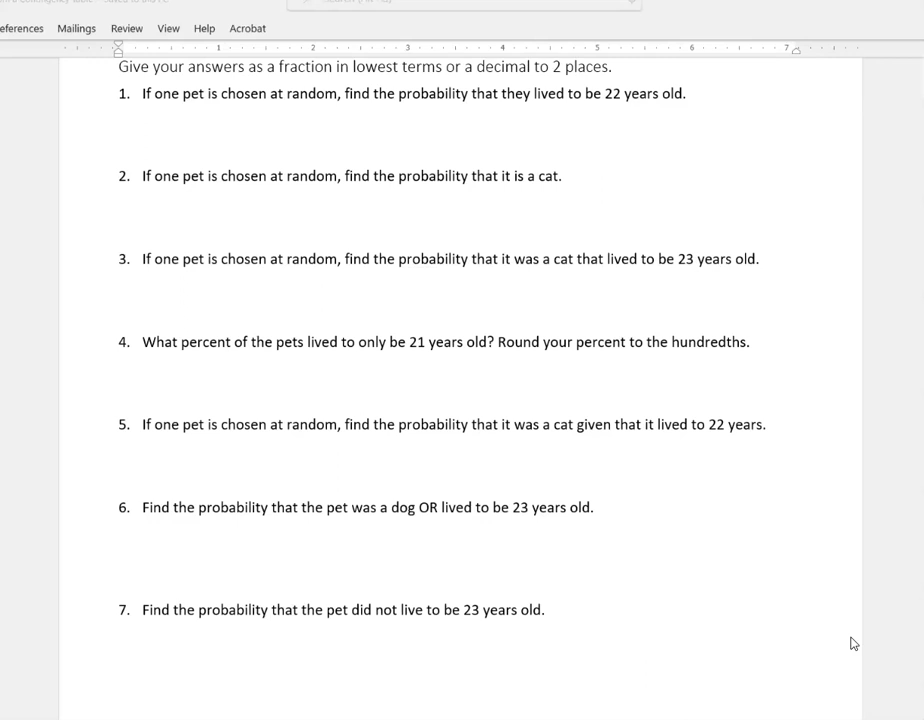 eferences Mailings Review View Help Acrobat
1 2 3 4 5 6 7
Give your answers as a fraction in lowest terms or a decimal to 2 places.
1. If one pet is chosen at random, find the probability that they lived to be 22 years old.
2. If one pet is chosen at random, find the probability that it is a cat.
3. If one pet is chosen at random, find the probability that it was a cat that lived to be 23 years old.
4. What percent of the pets lived to only be 21 years old? Round your percent to the hundredths.
5. If one pet is chosen at random, find the probability that it was a cat given that it lived to 22 years.
6. Find the probability that the pet was a dog OR lived to be 23 years old.
7. Find the probability that the pet did not live to be 23 years old.